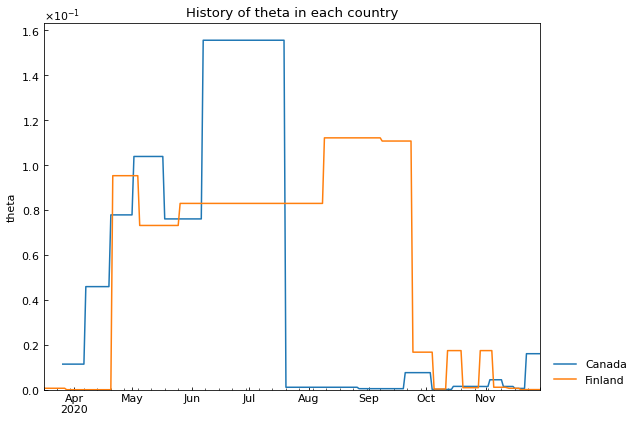 History of theta in each country
×10⁻¹
1.6
1.4
1.2
1.0
0.8
0.6
0.4
0.2
0.0
theta
Apr May Jun Jul Aug Sep Oct Nov
2020
Canada
Finland